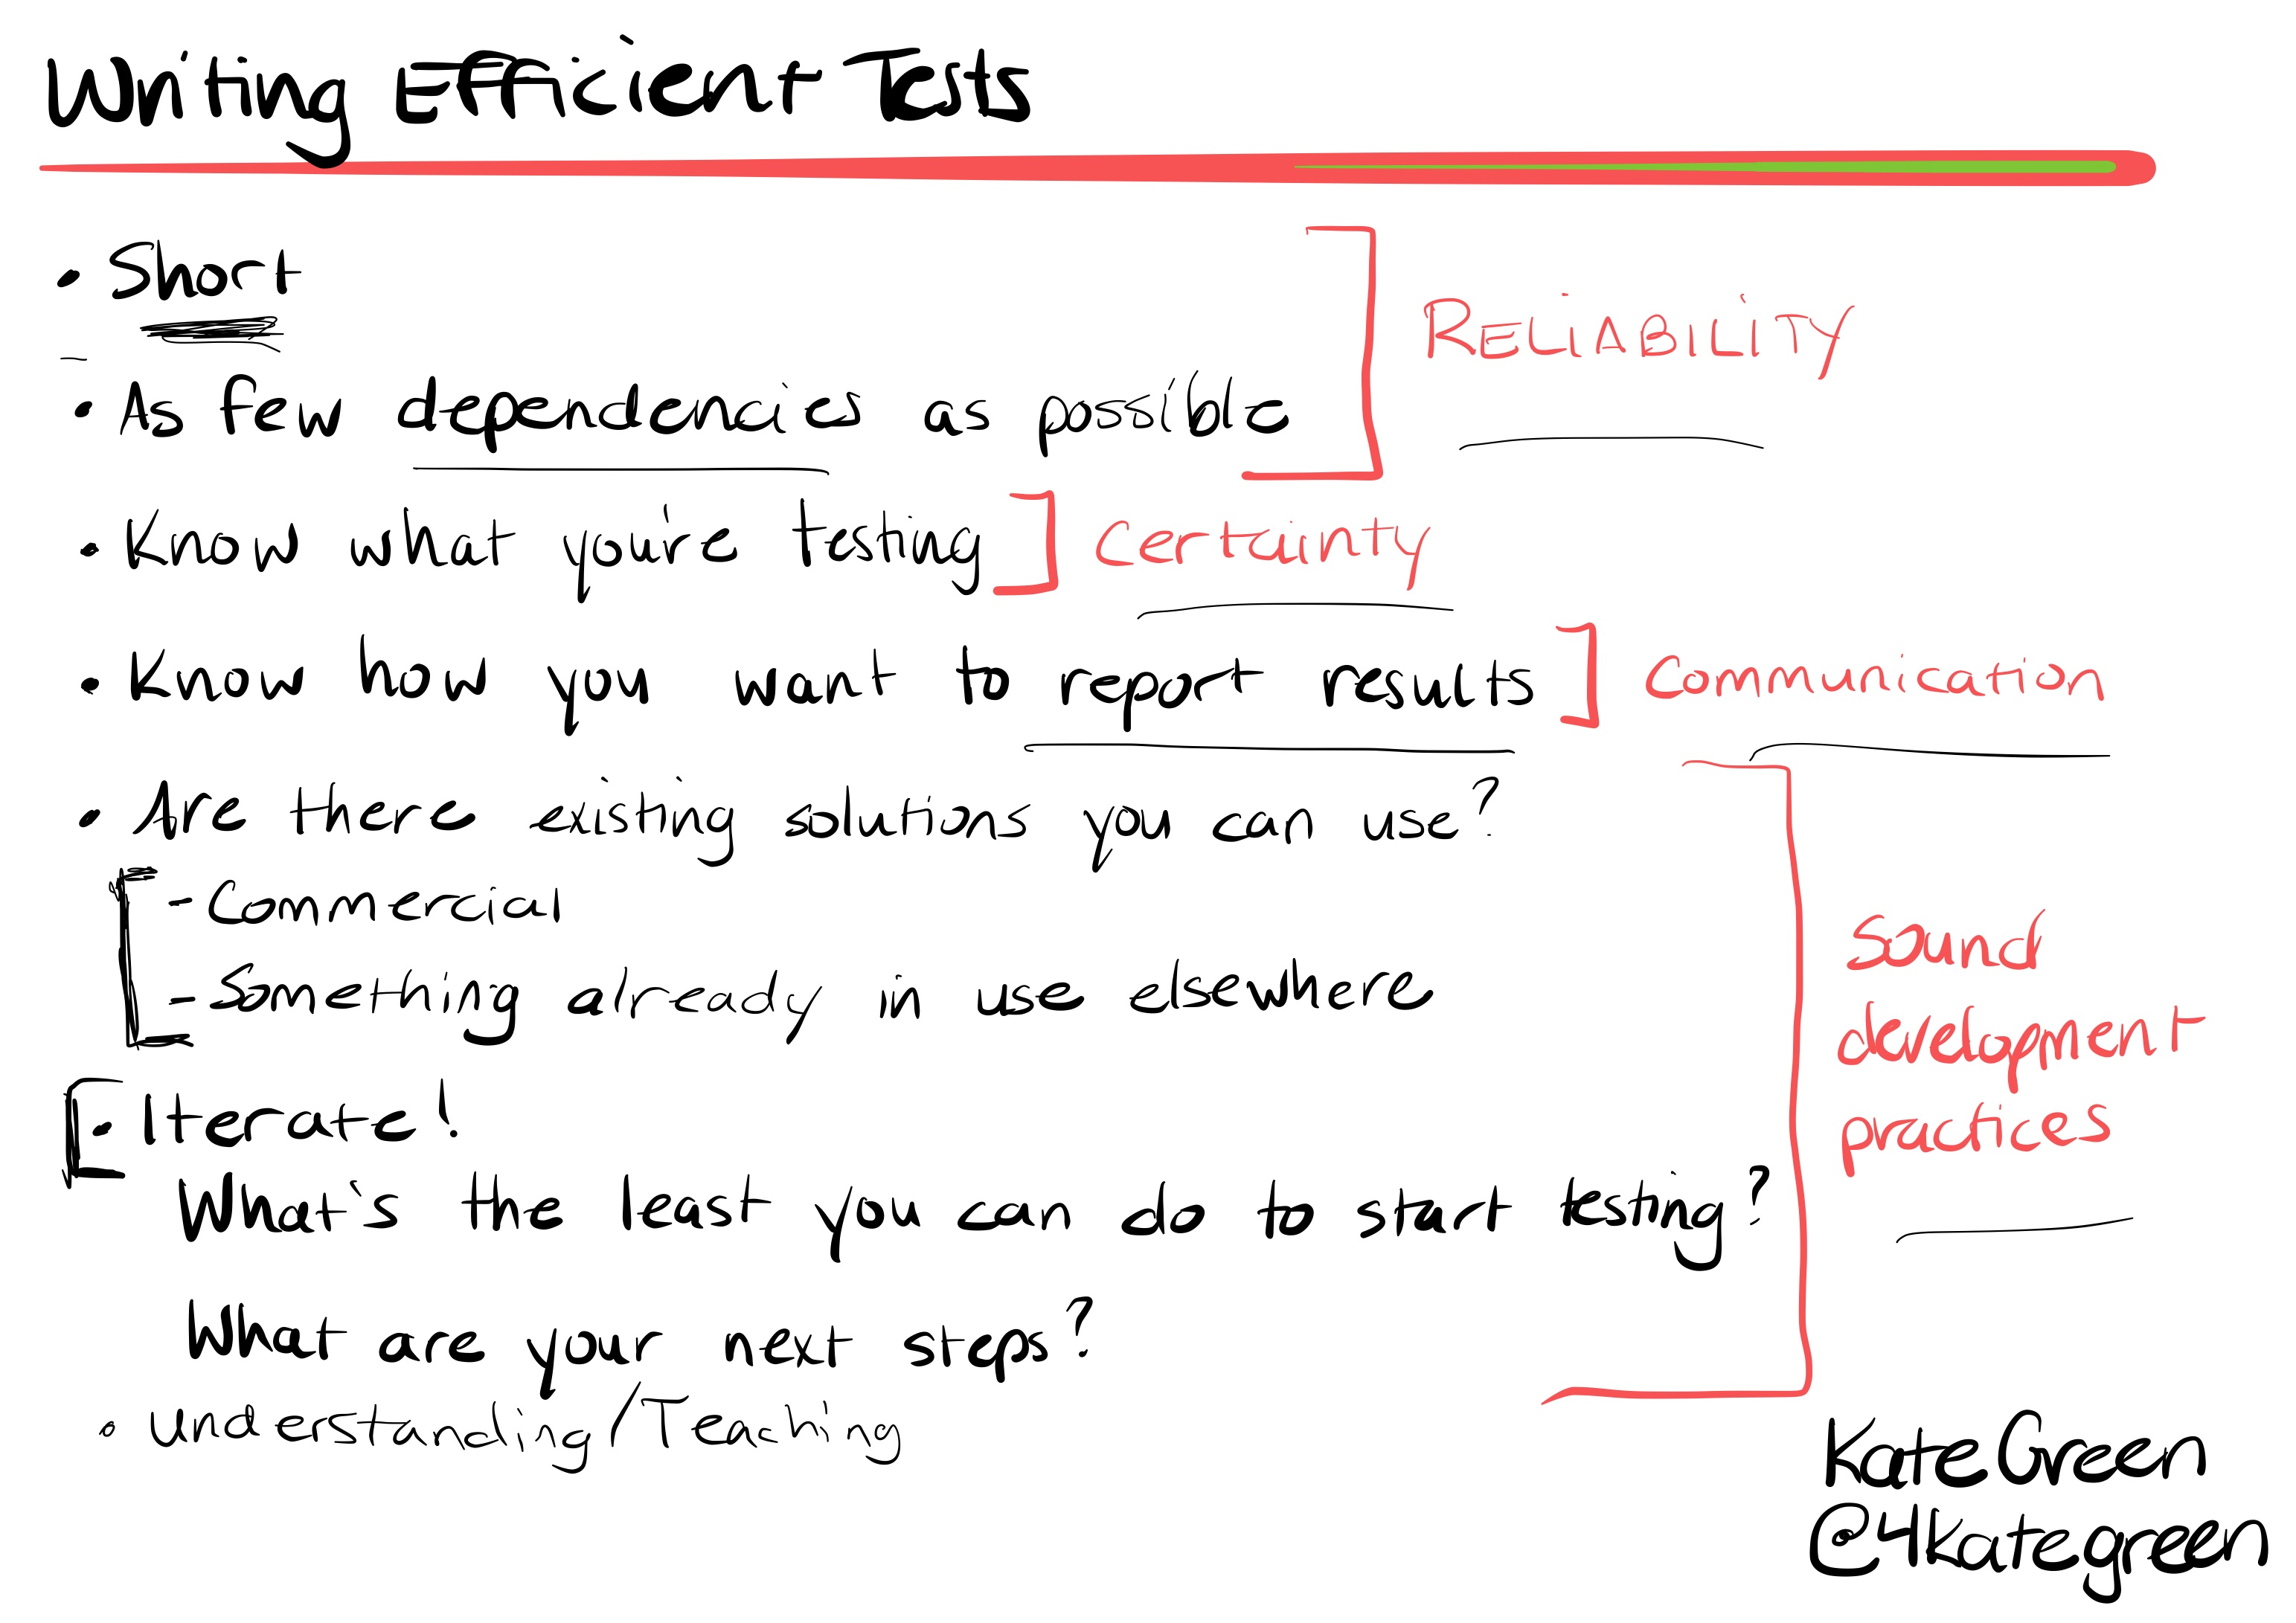 Writing Efficient Tests
• Short
RELIABILITY
• As few dependencies as possible
• Know what you're testing
Certainty
• Know how you want to report results
Communication
• Are there existing solutions you can use?
- Commercial
- Something already in use elsewhere
Sound
development
practices
• Iterate!
What's the least you can do to start testing?
What are your next steps?
• Understanding/Teaching
Kate Green
@41kategreen